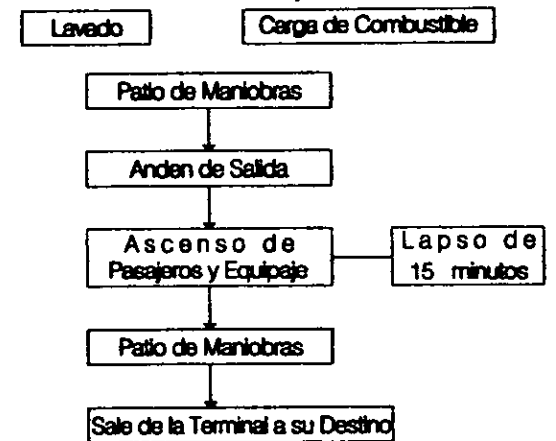 Lavado
Carga de Combustible
Patio de Maniobras
Anden de Salida
Ascenso de
Pasajeros y Equipaje
Lapso de
15 minutos
Patio de Maniobras
Sale de la Terminal a su Destino